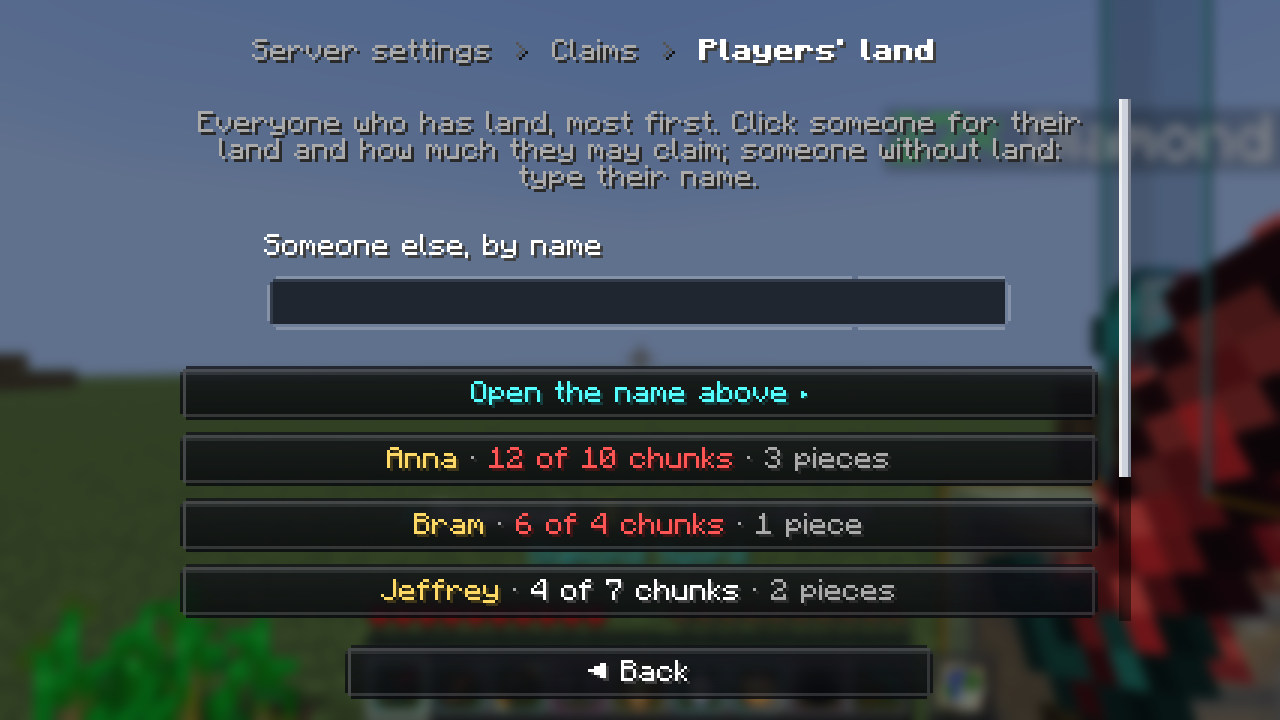 Server settings > Claims > Players' land
Everyone who has land, most first. Click someone for their
land and how much they may claim; someone without land:
type their name.
Someone else, by name
Open the name above ▸
Anna · 12 of 10 chunks · 3 pieces
Bram · 6 of 4 chunks · 1 piece
Jeffrey · 4 of 7 chunks · 2 pieces
◄ Back